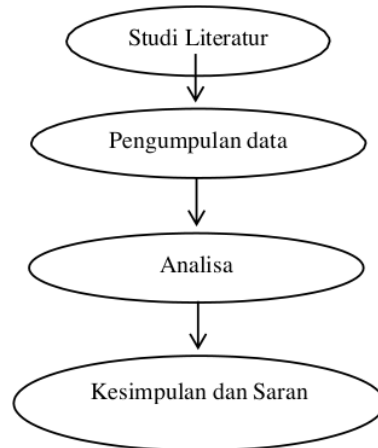 Studi Literatur
Pengumpulan data
Analisa
Kesimpulan dan Saran